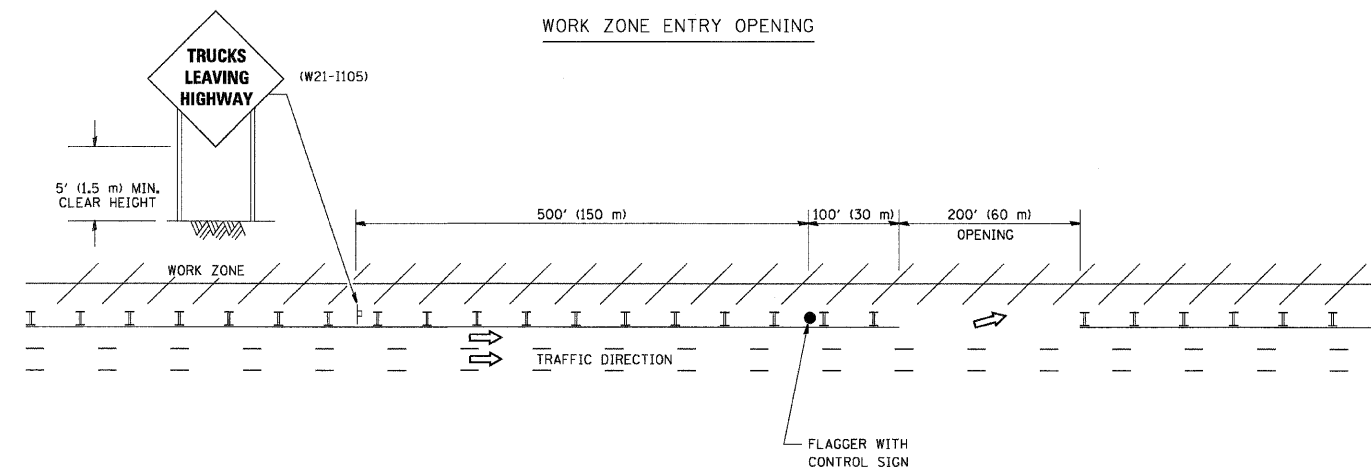 WORK ZONE ENTRY OPENING
TRUCKS
LEAVING
HIGHWAY
(W21-I105)
5' (1.5 m) MIN.
CLEAR HEIGHT
500' (150 m)
100' (30 m)
200' (60 m)
OPENING
WORK ZONE
TRAFFIC DIRECTION
FLAGGER WITH
CONTROL SIGN